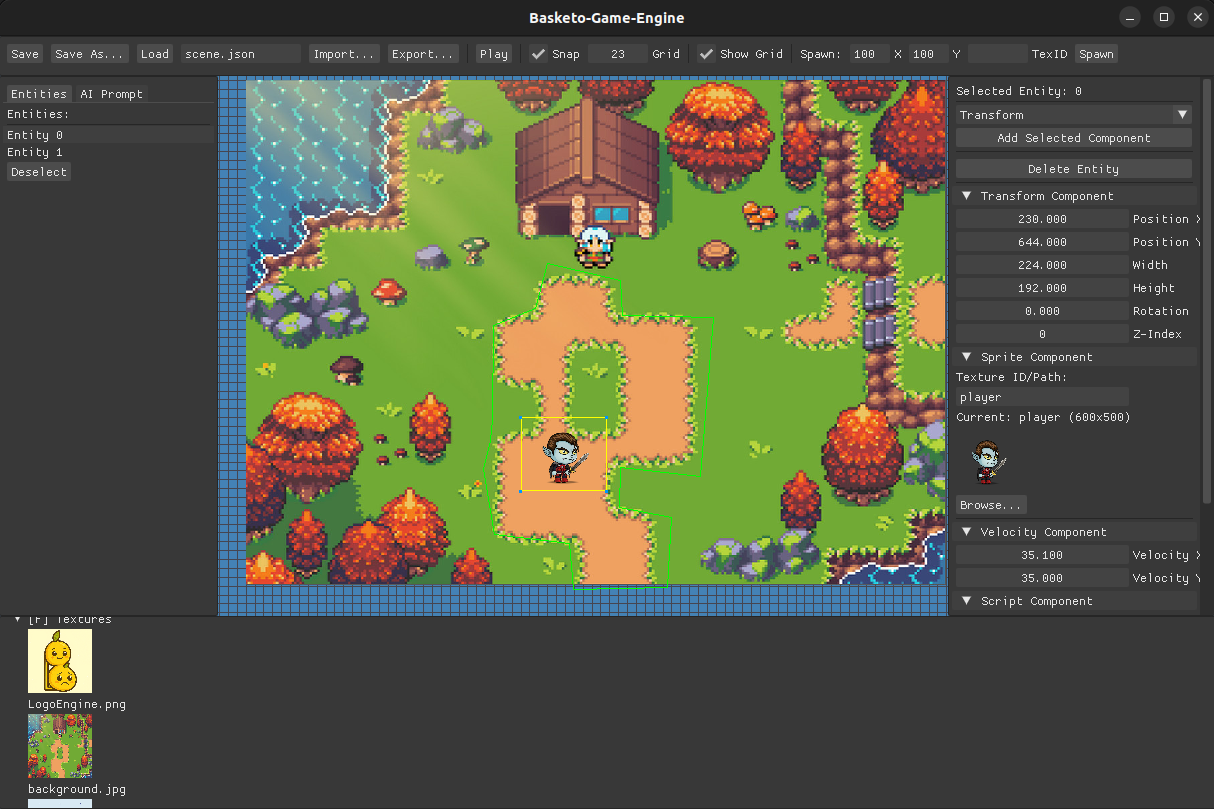 Basketo-Game-Engine
Save Save As... Load scene.json Import... Export... Play Snap 23 Grid Show Grid Spawn: 100 X 100 Y TexID Spawn
Entities AI Prompt
Entities:
Entity 0
Entity 1
Deselect
Selected Entity: 0
Transform
Add Selected Component
Delete Entity
Transform Component
230.000 Position X
644.000 Position Y
224.000 Width
192.000 Height
0.000 Rotation
0 Z-Index
Sprite Component
Texture ID/Path:
player
Current: player (600x500)
Browse...
Velocity Component
35.100 Velocity X
35.000 Velocity Y
Script Component
[F] Textures
LogoEngine.png
background.jpg